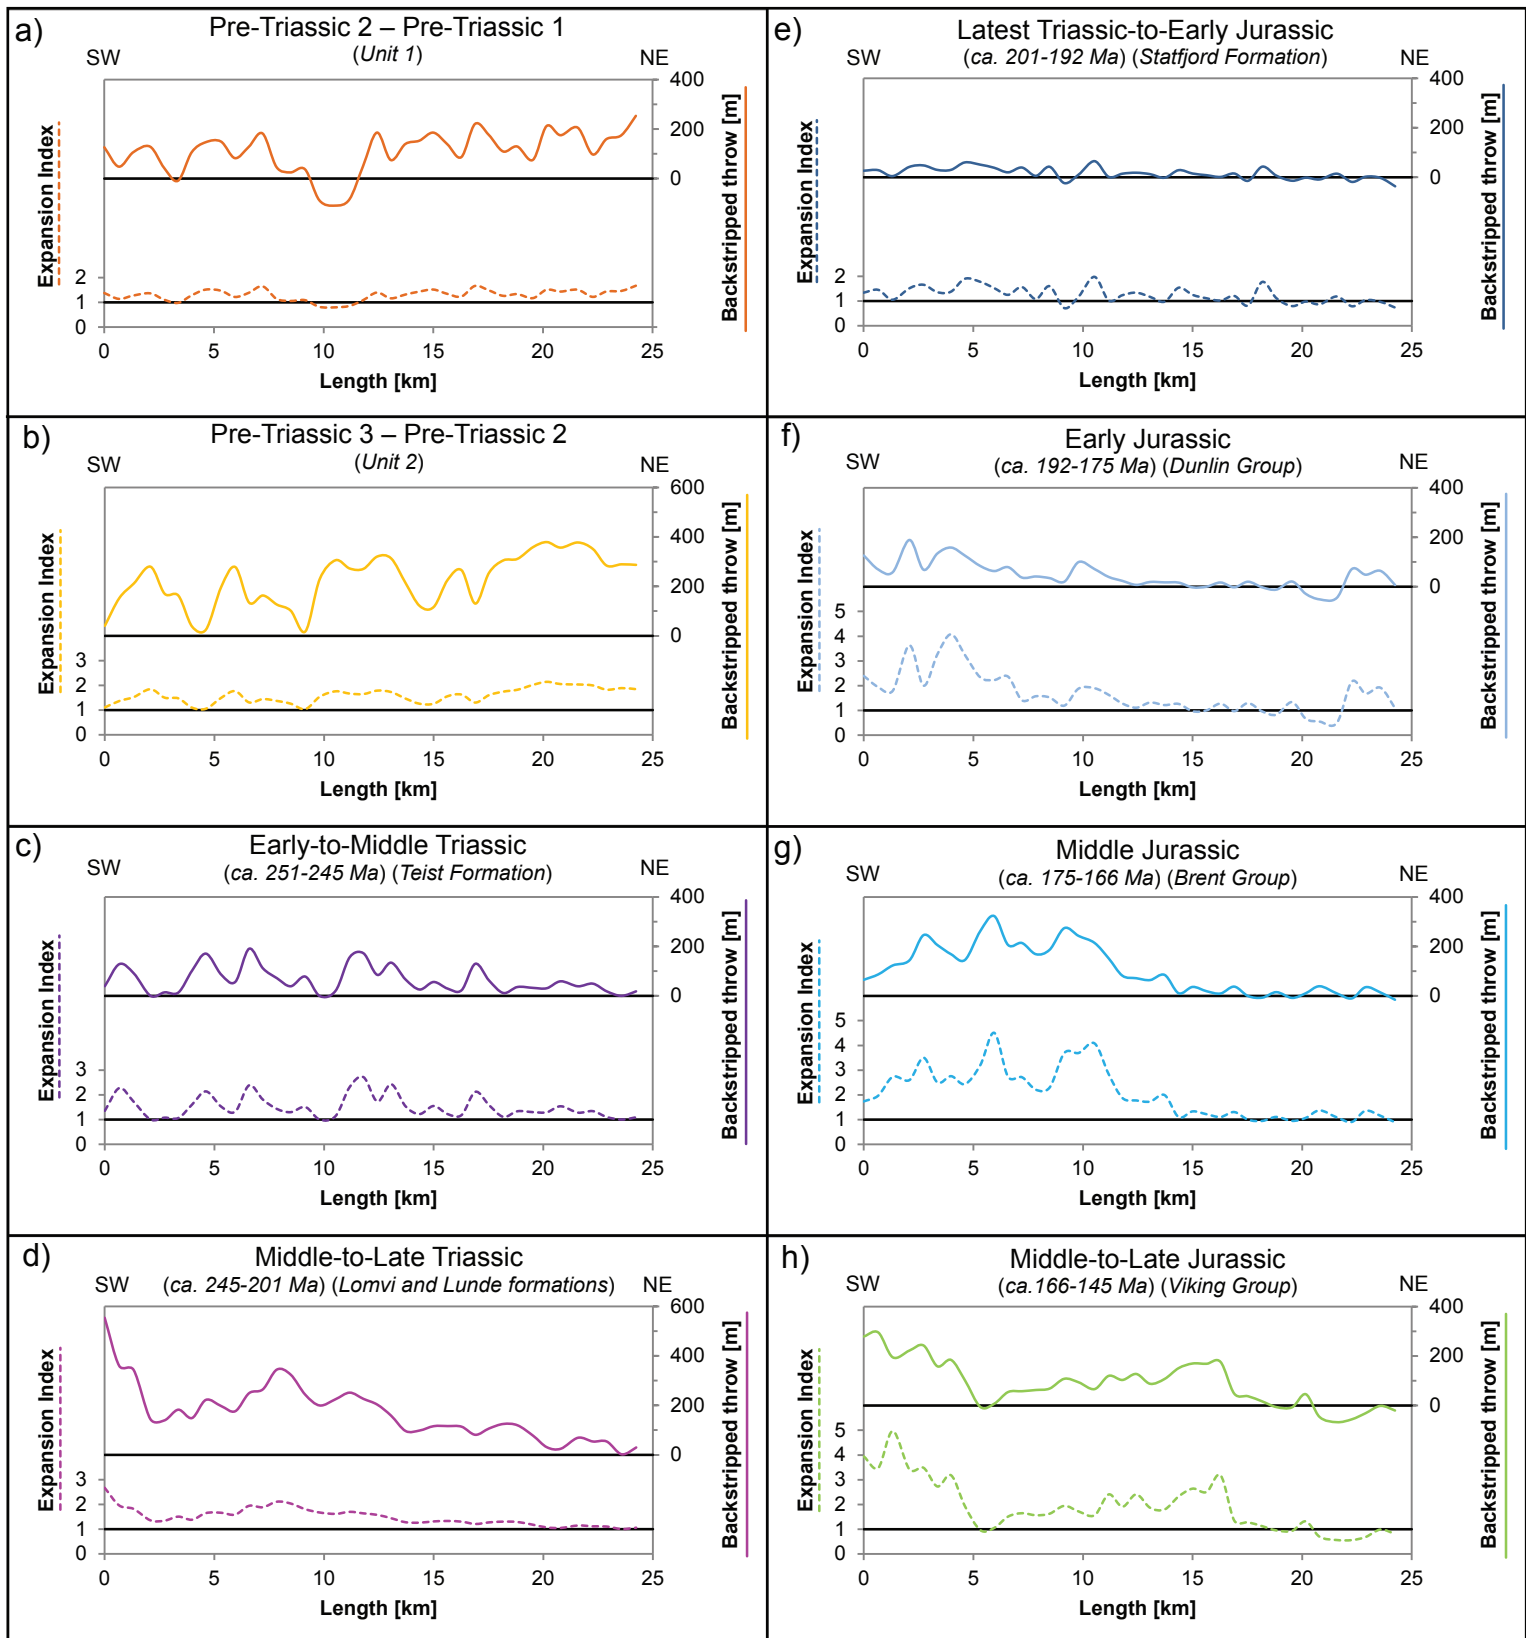 a)
Pre-Triassic 2 – Pre-Triassic 1
(Unit 1)
SW
NE
400
200
0
Backstripped throw [m]
Expansion Index
2
1
0
0 5 10 15 20 25
Length [km]
b)
Pre-Triassic 3 – Pre-Triassic 2
(Unit 2)
SW
NE
600
400
200
0
Backstripped throw [m]
Expansion Index
3
2
1
0
0 5 10 15 20 25
Length [km]
c)
Early-to-Middle Triassic
(ca. 251-245 Ma) (Teist Formation)
SW
NE
400
200
0
Backstripped throw [m]
Expansion Index
3
2
1
0
0 5 10 15 20 25
Length [km]
d)
Middle-to-Late Triassic
(ca. 245-201 Ma) (Lomvi and Lunde formations)
SW
NE
600
400
200
0
Backstripped throw [m]
Expansion Index
3
2
1
0
0 5 10 15 20 25
Length [km]
e)
Latest Triassic-to-Early Jurassic
(ca. 201-192 Ma) (Statfjord Formation)
SW
NE
400
200
0
Backstripped throw [m]
Expansion Index
2
1
0
0 5 10 15 20 25
Length [km]
f)
Early Jurassic
(ca. 192-175 Ma) (Dunlin Group)
SW
NE
400
200
0
Backstripped throw [m]
Expansion Index
5
4
3
2
1
0
0 5 10 15 20 25
Length [km]
g)
Middle Jurassic
(ca. 175-166 Ma) (Brent Group)
SW
NE
400
200
0
Backstripped throw [m]
Expansion Index
5
4
3
2
1
0
0 5 10 15 20 25
Length [km]
h)
Middle-to-Late Jurassic
(ca.166-145 Ma) (Viking Group)
SW
NE
400
200
0
Backstripped throw [m]
Expansion Index
5
4
3
2
1
0
0 5 10 15 20 25
Length [km]